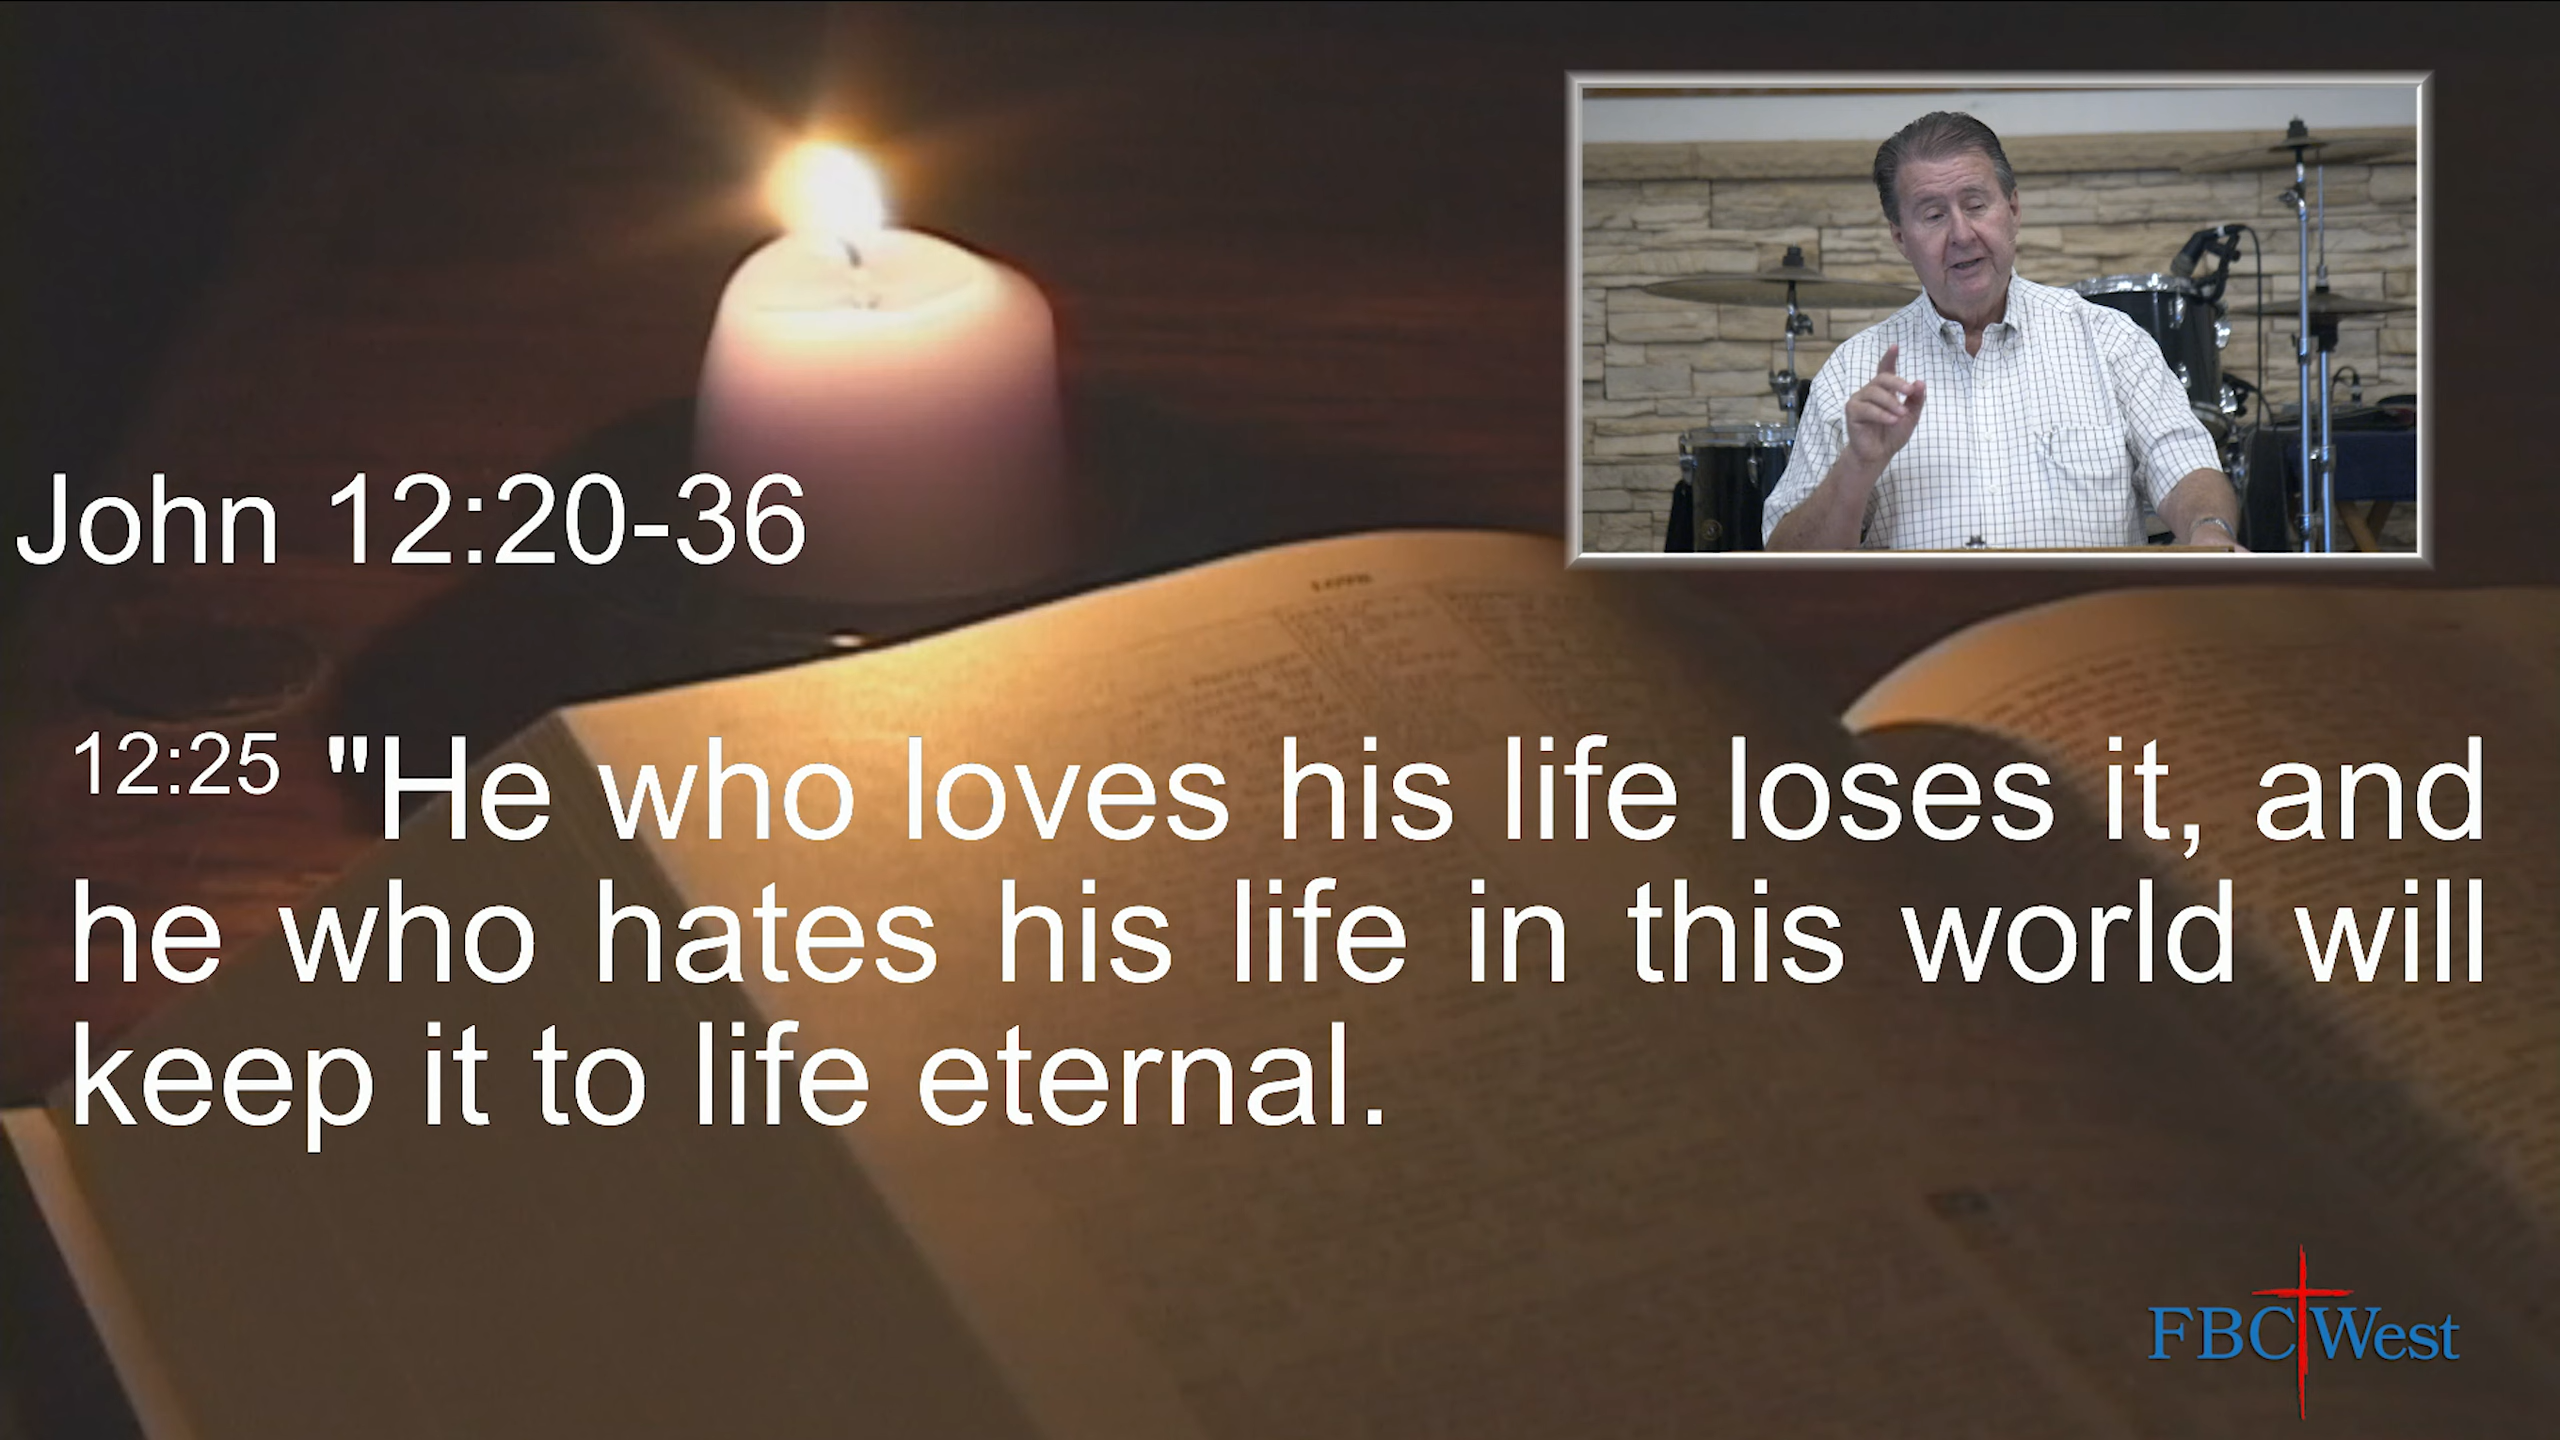 John 12:20-36
12:25 "He who loves his life loses it, and
he who hates his life in this world will
keep it to life eternal.
FBC West